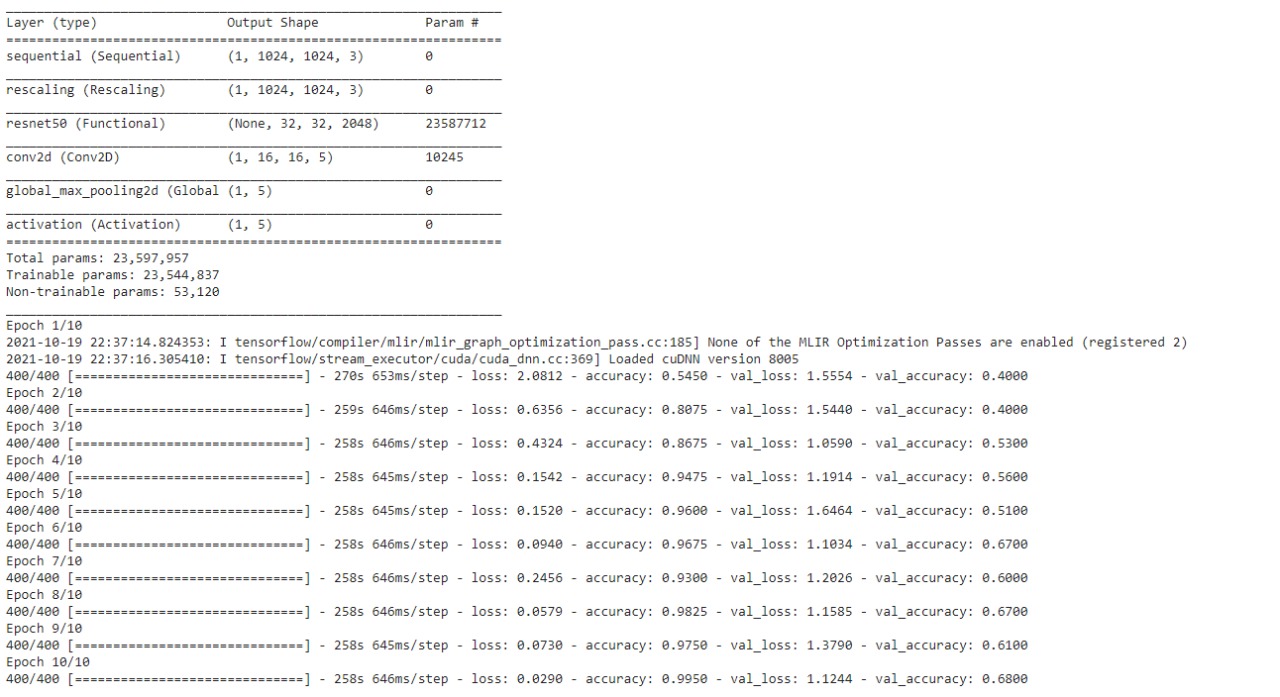 Layer (type)                 Output Shape              Param #
=================================================================
sequential (Sequential)      (1, 1024, 1024, 3)        0
_________________________________________________________________
rescaling (Rescaling)        (1, 1024, 1024, 3)        0
_________________________________________________________________
resnet50 (Functional)        (None, 32, 32, 2048)      23587712
_________________________________________________________________
conv2d (Conv2D)              (1, 16, 16, 5)            10245
_________________________________________________________________
global_max_pooling2d (Global (1, 5)                    0
_________________________________________________________________
activation (Activation)      (1, 5)                    0
=================================================================
Total params: 23,597,957
Trainable params: 23,544,837
Non-trainable params: 53,120
_________________________________________________________________
Epoch 1/10
2021-10-19 22:37:14.824353: I tensorflow/compiler/mlir/mlir_graph_optimization_pass.cc:185] None of the MLIR Optimization Passes are enabled (registered 2)
2021-10-19 22:37:16.305410: I tensorflow/stream_executor/cuda/cuda_dnn.cc:369] Loaded cuDNN version 8005
400/400 [==============================] - 270s 653ms/step - loss: 2.0812 - accuracy: 0.5450 - val_loss: 1.5554 - val_accuracy: 0.4000
Epoch 2/10
400/400 [==============================] - 259s 646ms/step - loss: 0.6356 - accuracy: 0.8075 - val_loss: 1.5440 - val_accuracy: 0.4000
Epoch 3/10
400/400 [==============================] - 258s 646ms/step - loss: 0.4324 - accuracy: 0.8675 - val_loss: 1.0590 - val_accuracy: 0.5300
Epoch 4/10
400/400 [==============================] - 258s 645ms/step - loss: 0.1542 - accuracy: 0.9475 - val_loss: 1.1914 - val_accuracy: 0.5600
Epoch 5/10
400/400 [==============================] - 258s 645ms/step - loss: 0.1520 - accuracy: 0.9600 - val_loss: 1.6464 - val_accuracy: 0.5100
Epoch 6/10
400/400 [==============================] - 258s 646ms/step - loss: 0.0940 - accuracy: 0.9675 - val_loss: 1.1034 - val_accuracy: 0.6700
Epoch 7/10
400/400 [==============================] - 258s 646ms/step - loss: 0.2456 - accuracy: 0.9300 - val_loss: 1.2026 - val_accuracy: 0.6000
Epoch 8/10
400/400 [==============================] - 258s 646ms/step - loss: 0.0579 - accuracy: 0.9825 - val_loss: 1.1585 - val_accuracy: 0.6700
Epoch 9/10
400/400 [==============================] - 258s 645ms/step - loss: 0.0730 - accuracy: 0.9750 - val_loss: 1.3790 - val_accuracy: 0.6100
Epoch 10/10
400/400 [==============================] - 258s 646ms/step - loss: 0.0290 - accuracy: 0.9950 - val_loss: 1.1244 - val_accuracy: 0.6800